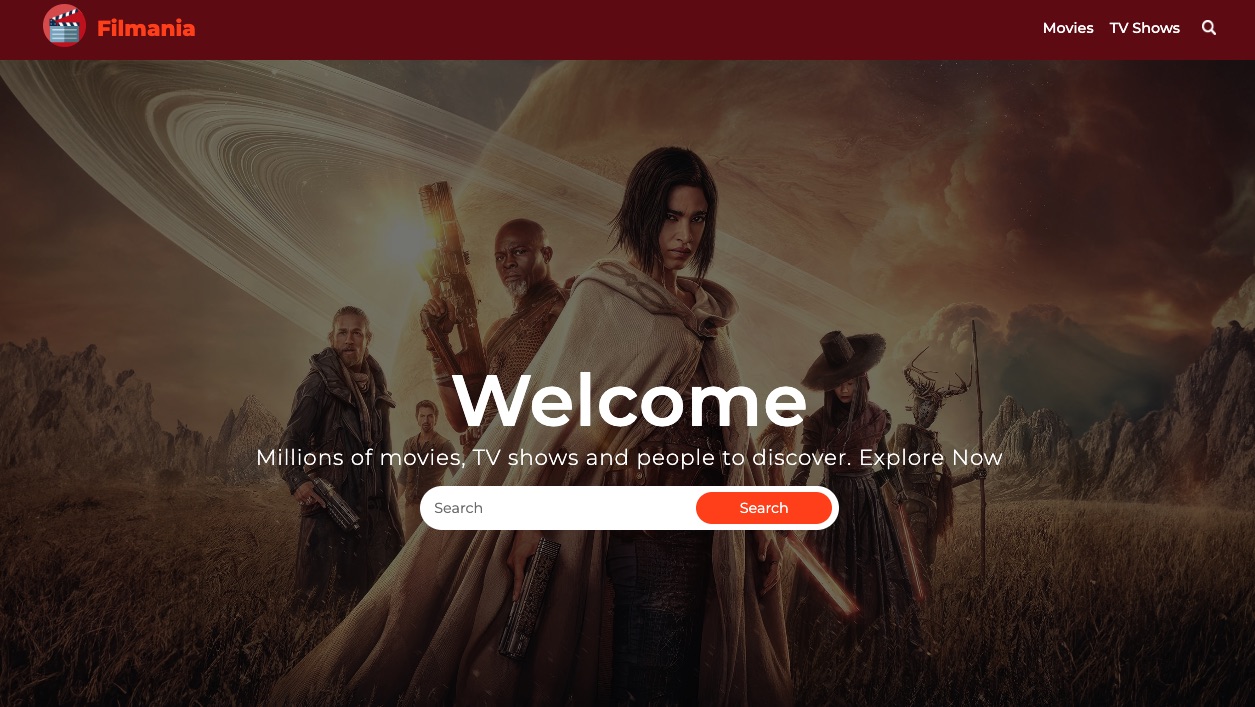 Filmania
Movies TV Shows
Welcome
Millions of movies, TV shows and people to discover. Explore Now
Search Search